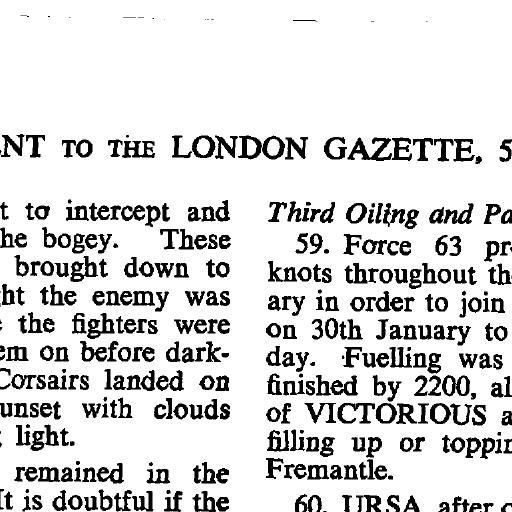 NT TO THE LONDON GAZETTE, 5
t to intercept and
he bogey. These
brought down to
ht the enemy was
the fighters were
em on before dark-
Corsairs landed on
unset with clouds
light.
remained in the
It is doubtful if the
Third Oiling and Pa
59. Force 63 pr
knots throughout th
ary in order to join
on 30th January to
day. Fuelling was
finished by 2200, al
of VICTORIOUS a
filling up or toppin
Fremantle.
60. URSA, after c